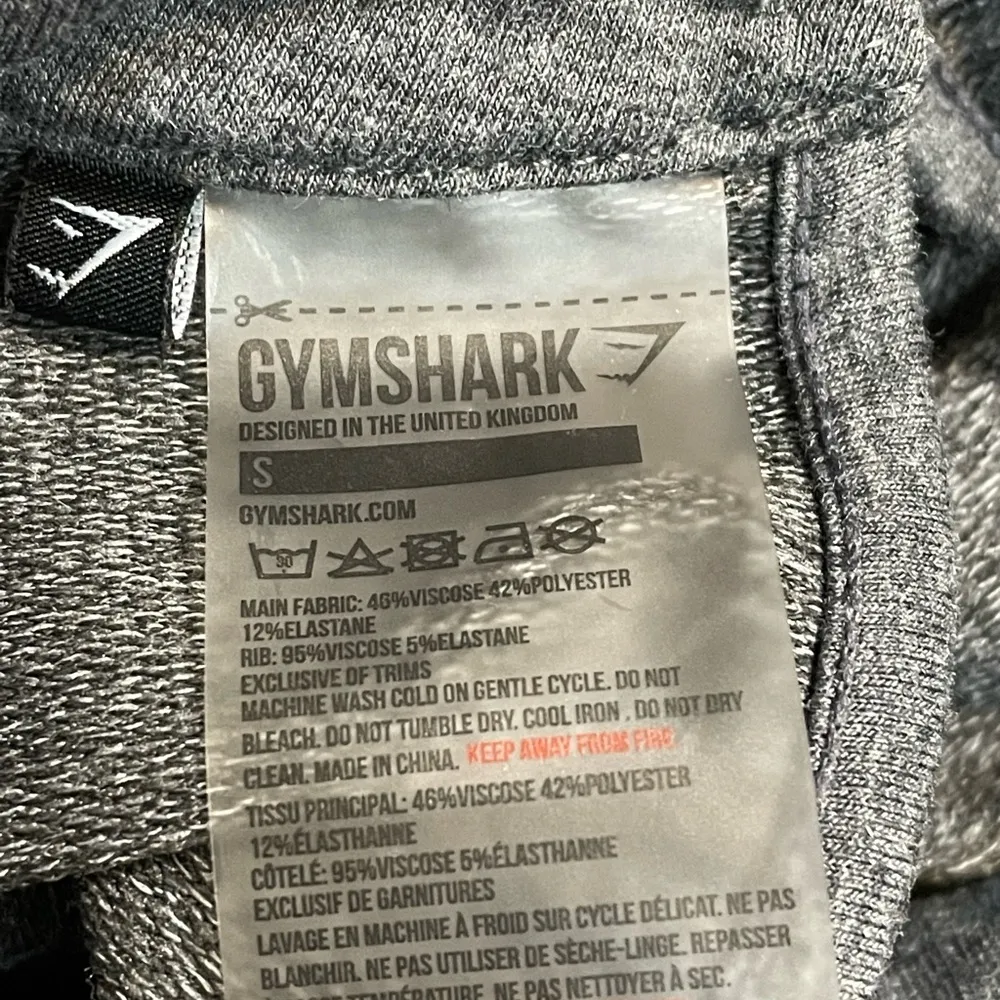 GYMSHARK
DESIGNED IN THE UNITED KINGDOM
S
GYMSHARK.COM
30
MAIN FABRIC: 46%VISCOSE 42%POLYESTER
12%ELASTANE
RIB: 95%VISCOSE 5%ELASTANE
EXCLUSIVE OF TRIMS
MACHINE WASH COLD ON GENTLE CYCLE. DO NOT
BLEACH. DO NOT TUMBLE DRY. COOL IRON . DO NOT DRY
CLEAN. MADE IN CHINA. KEEP AWAY FROM FIRE
TISSU PRINCIPAL: 46%VISCOSE 42%POLYESTER
12%ÉLASTHANNE
CÔTELÉ: 95%VISCOSE 5%ÉLASTHANNE
EXCLUSIF DE GARNITURES
LAVAGE EN MACHINE À FROID SUR CYCLE DÉLICAT. NE PAS
BLANCHIR. NE PAS UTILISER DE SÈCHE-LINGE. REPASSER
TEMPÉRATURE. NE PAS NETTOYER À SEC.